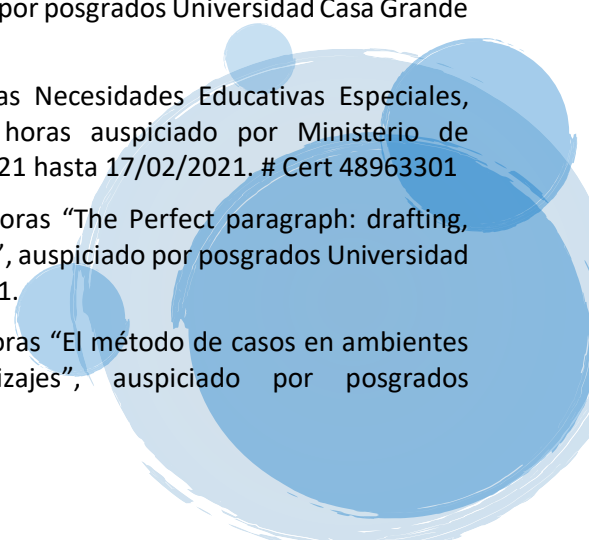 por posgrados Universidad Casa Grande
as Necesidades Educativas Especiales,
horas auspiciado por Ministerio de
21 hasta 17/02/2021. # Cert 48963301
oras “The Perfect paragraph: drafting,
”, auspiciado por posgrados Universidad
1.
oras “El método de casos en ambientes
izajes”, auspiciado por posgrados